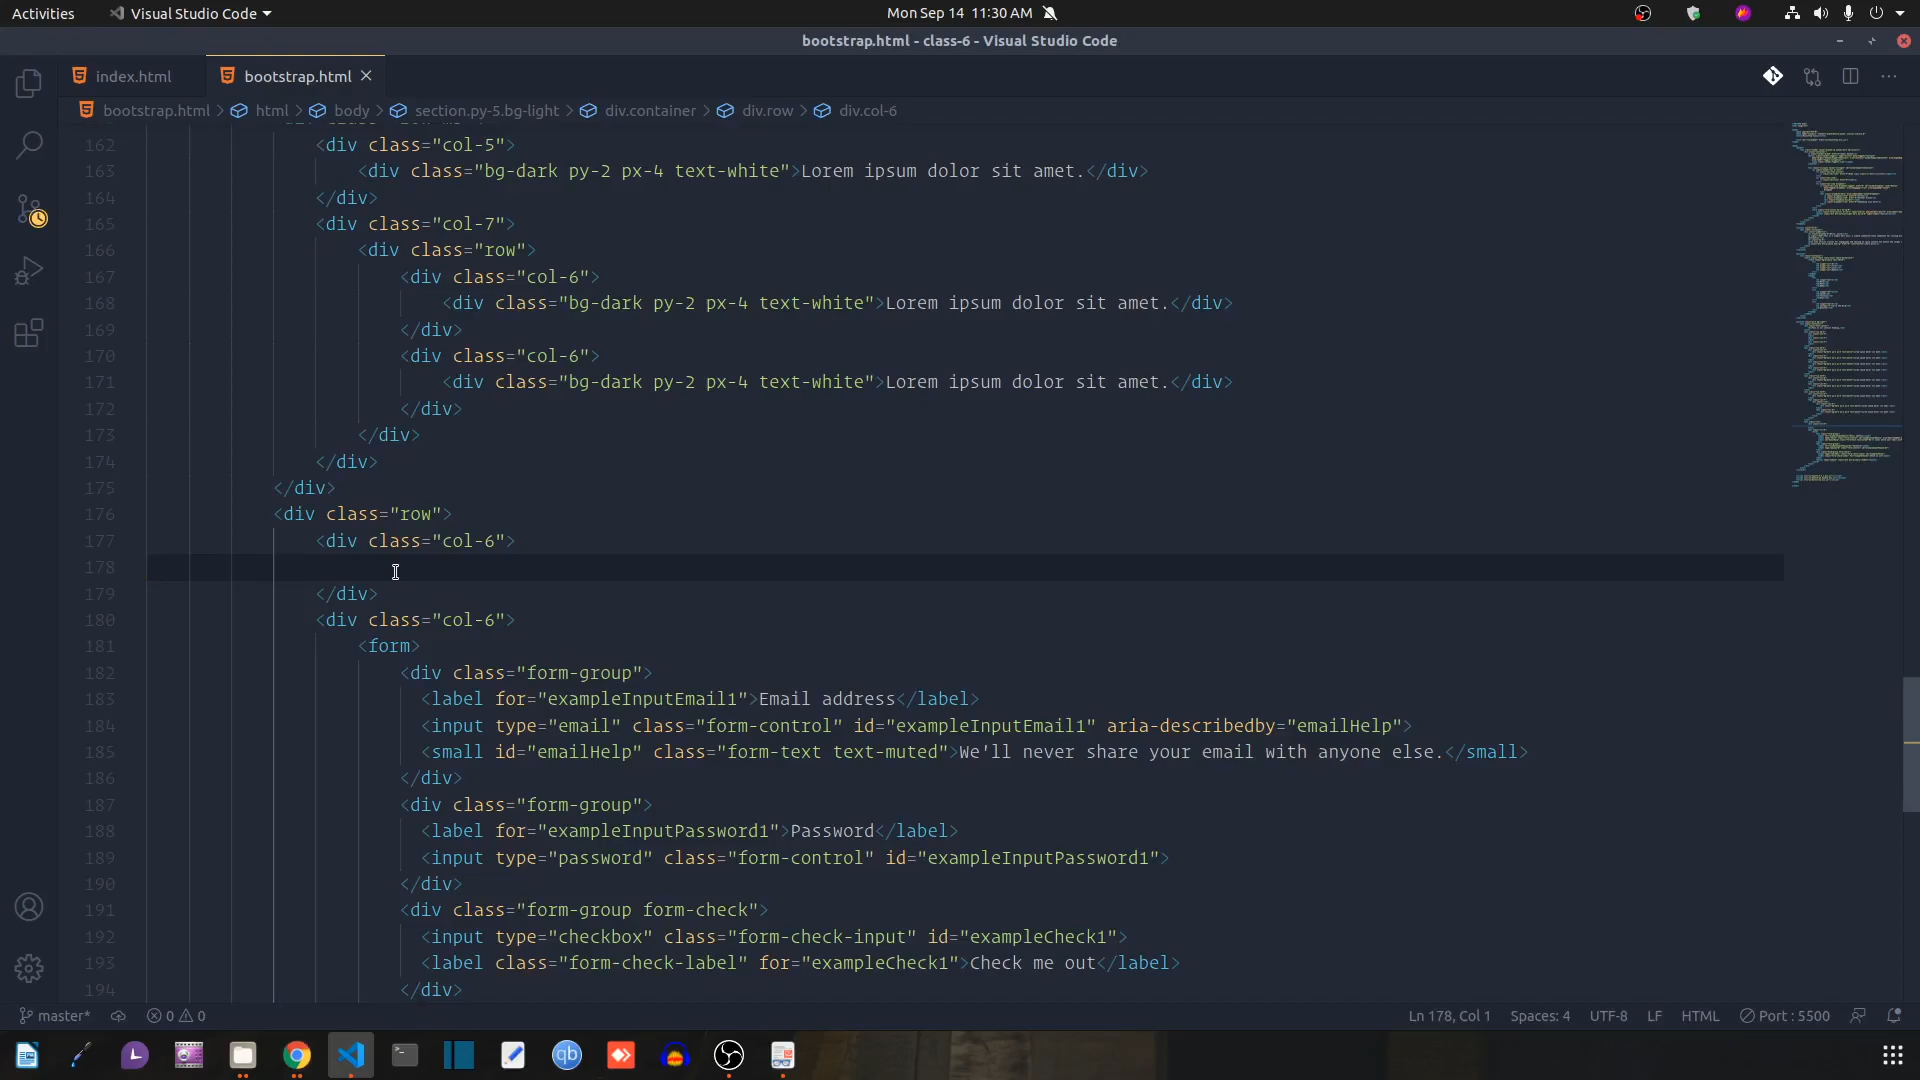 Activities
Visual Studio Code
Mon Sep 14 11:30 AM
bootstrap.html - class-6 - Visual Studio Code
index.html
bootstrap.html
bootstrap.html > html > body > section.py-5.bg-light > div.container > div.row > div.col-6
162 <div class="col-5">
163 <div class="bg-dark py-2 px-4 text-white">Lorem ipsum dolor sit amet.</div>
164 </div>
165 <div class="col-7">
166 <div class="row">
167 <div class="col-6">
168 <div class="bg-dark py-2 px-4 text-white">Lorem ipsum dolor sit amet.</div>
169 </div>
170 <div class="col-6">
171 <div class="bg-dark py-2 px-4 text-white">Lorem ipsum dolor sit amet.</div>
172 </div>
173 </div>
174 </div>
175 </div>
176 <div class="row">
177 <div class="col-6">
178
179 </div>
180 <div class="col-6">
181 <form>
182 <div class="form-group">
183 <label for="exampleInputEmail1">Email address</label>
184 <input type="email" class="form-control" id="exampleInputEmail1" aria-describedby="emailHelp">
185 <small id="emailHelp" class="form-text text-muted">We'll never share your email with anyone else.</small>
186 </div>
187 <div class="form-group">
188 <label for="exampleInputPassword1">Password</label>
189 <input type="password" class="form-control" id="exampleInputPassword1">
190 </div>
191 <div class="form-group form-check">
192 <input type="checkbox" class="form-check-input" id="exampleCheck1">
193 <label class="form-check-label" for="exampleCheck1">Check me out</label>
194 </div>
master* 0 0 Ln 178, Col 1 Spaces: 4 UTF-8 LF HTML Port : 5500
qb